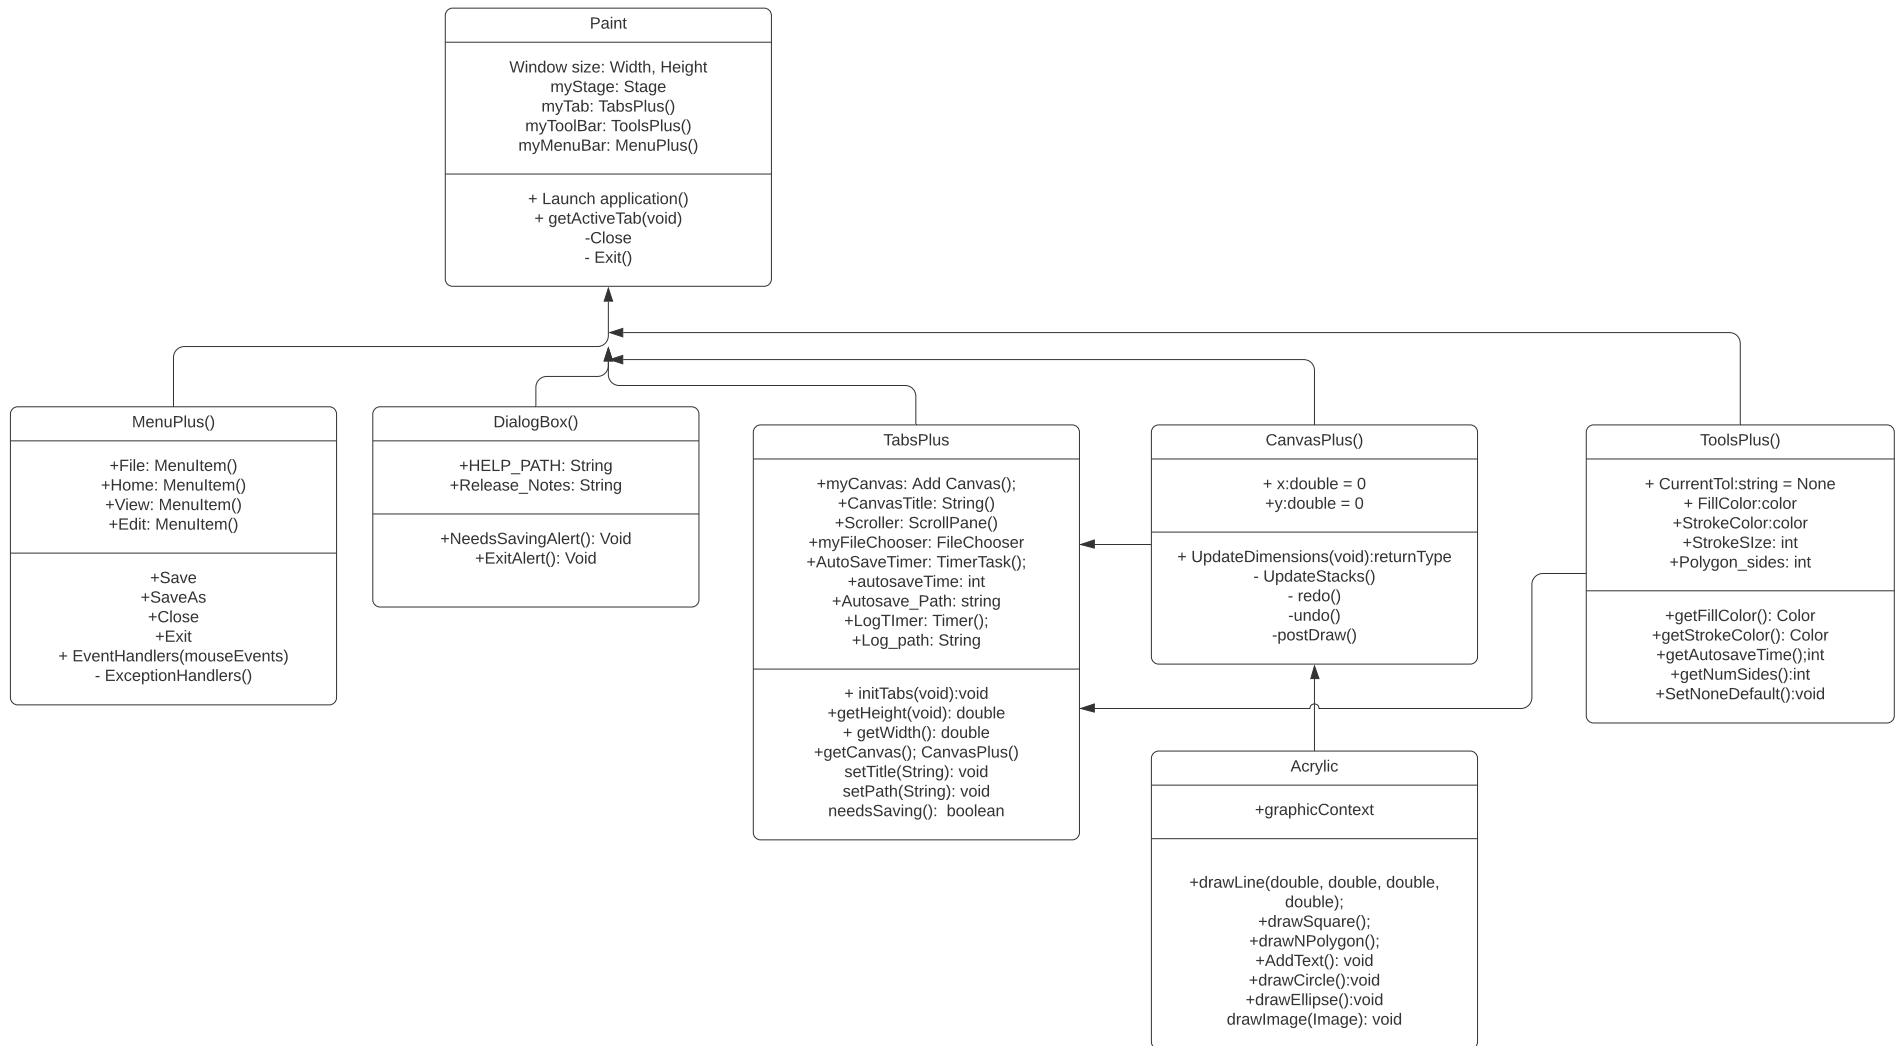 Paint
Window size: Width, Height
myStage: Stage
myTab: TabsPlus()
myToolBar: ToolsPlus()
myMenuBar: MenuPlus()
+ Launch application()
+ getActiveTab(void)
-Close
- Exit()
MenuPlus()
+File: MenuItem()
+Home: MenuItem()
+View: MenuItem()
+Edit: MenuItem()
+Save
+SaveAs
+Close
+Exit
+ EventHandlers(mouseEvents)
- ExceptionHandlers()
DialogBox()
+HELP_PATH: String
+Release_Notes: String
+NeedsSavingAlert(): Void
+ExitAlert(): Void
TabsPlus
+myCanvas: Add Canvas();
+CanvasTitle: String()
+Scroller: ScrollPane()
+myFileChooser: FileChooser
+AutoSaveTimer: TimerTask();
+autosaveTime: int
+Autosave_Path: string
+LogTImer: Timer();
+Log_path: String
+ initTabs(void):void
+getHeight(void): double
+ getWidth(): double
+getCanvas(); CanvasPlus()
setTitle(String): void
setPath(String): void
needsSaving():  boolean
CanvasPlus()
+ x:double = 0
+y:double = 0
+ UpdateDimensions(void):returnType
- UpdateStacks()
- redo()
-undo()
-postDraw()
ToolsPlus()
+ CurrentTol:string = None
+ FillColor:color
+StrokeColor:color
+StrokeSIze: int
+Polygon_sides: int
+getFillColor(): Color
+getStrokeColor(): Color
+getAutosaveTime();int
+getNumSides():int
+SetNoneDefault():void
Acrylic
+graphicContext
+drawLine(double, double, double,
double);
+drawSquare();
+drawNPolygon();
+AddText(): void
+drawCircle():void
+drawEllipse():void
drawImage(Image): void